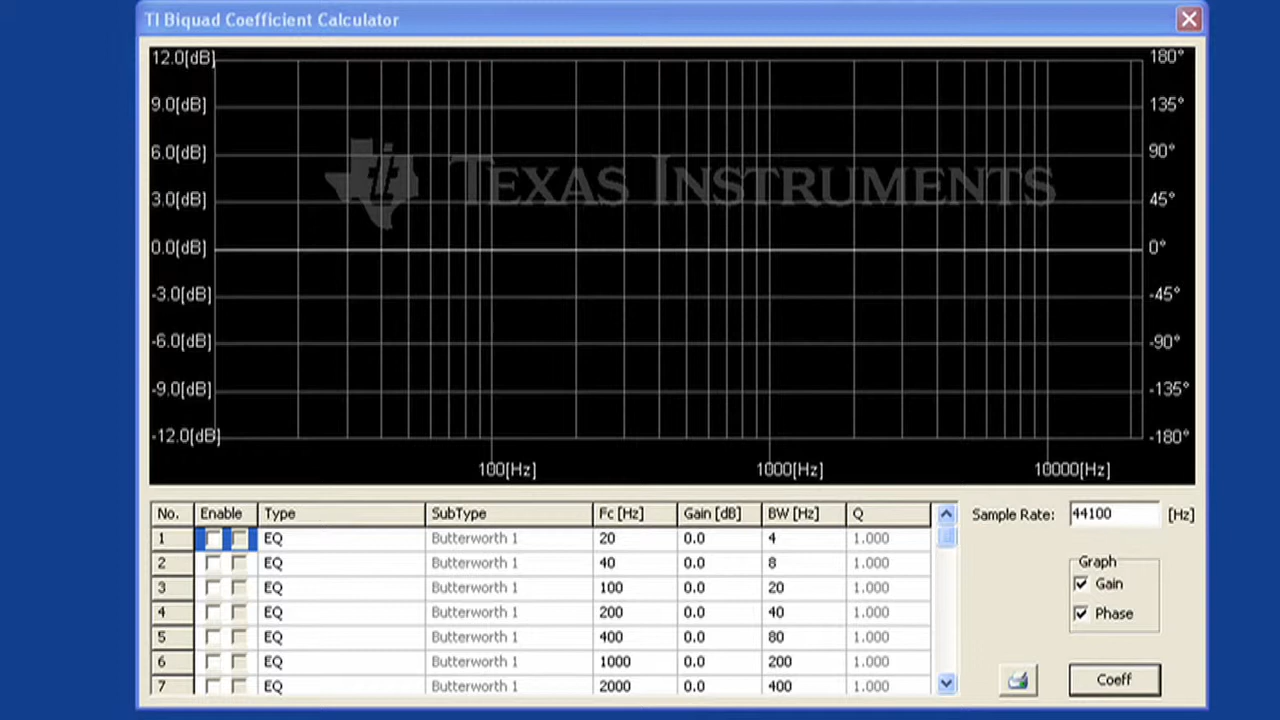 TI Biquad Coefficient Calculator
12.0[dB] 180°
9.0[dB] 135°
6.0[dB] 90°
TEXAS INSTRUMENTS
3.0[dB] 45°
0.0[dB] 0°
-3.0[dB] -45°
-6.0[dB] -90°
-9.0[dB] -135°
-12.0[dB] -180°
100[Hz] 1000[Hz] 10000[Hz]
No. Enable Type SubType Fc [Hz] Gain [dB] BW [Hz] Q Sample Rate: 44100 [Hz]
1 EQ Butterworth 1 20 0.0 4 1.000
2 EQ Butterworth 1 40 0.0 8 1.000 Graph
3 EQ Butterworth 1 100 0.0 20 1.000 Gain
4 EQ Butterworth 1 200 0.0 40 1.000 Phase
5 EQ Butterworth 1 400 0.0 80 1.000
6 EQ Butterworth 1 1000 0.0 200 1.000
7 EQ Butterworth 1 2000 0.0 400 1.000 Coeff